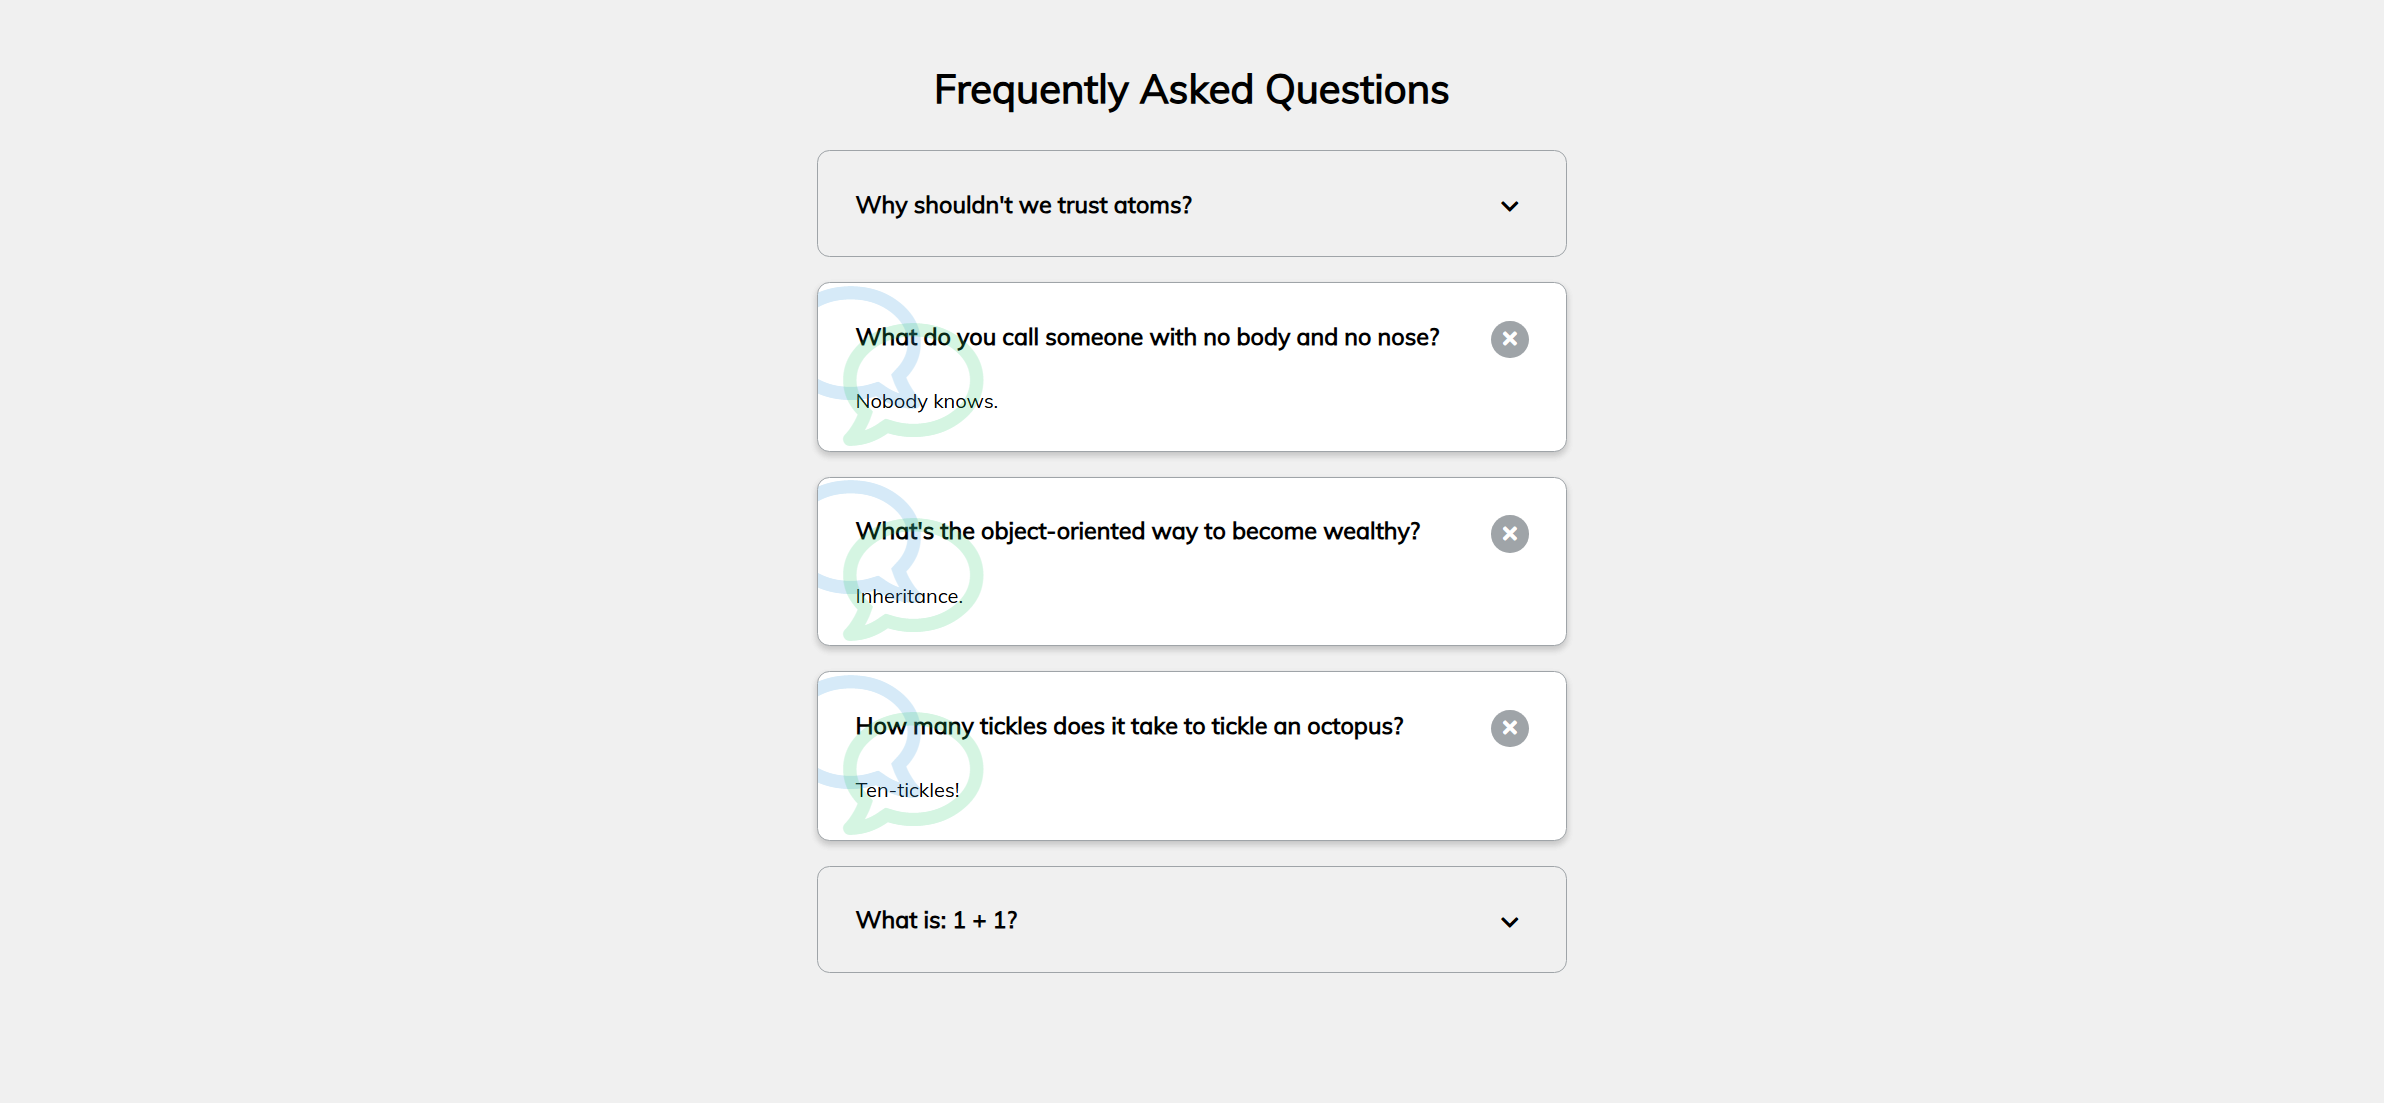 Frequently Asked Questions
Why shouldn't we trust atoms?
What do you call someone with no body and no nose?
Nobody knows.
What's the object-oriented way to become wealthy?
Inheritance.
How many tickles does it take to tickle an octopus?
Ten-tickles!
What is: 1 + 1?